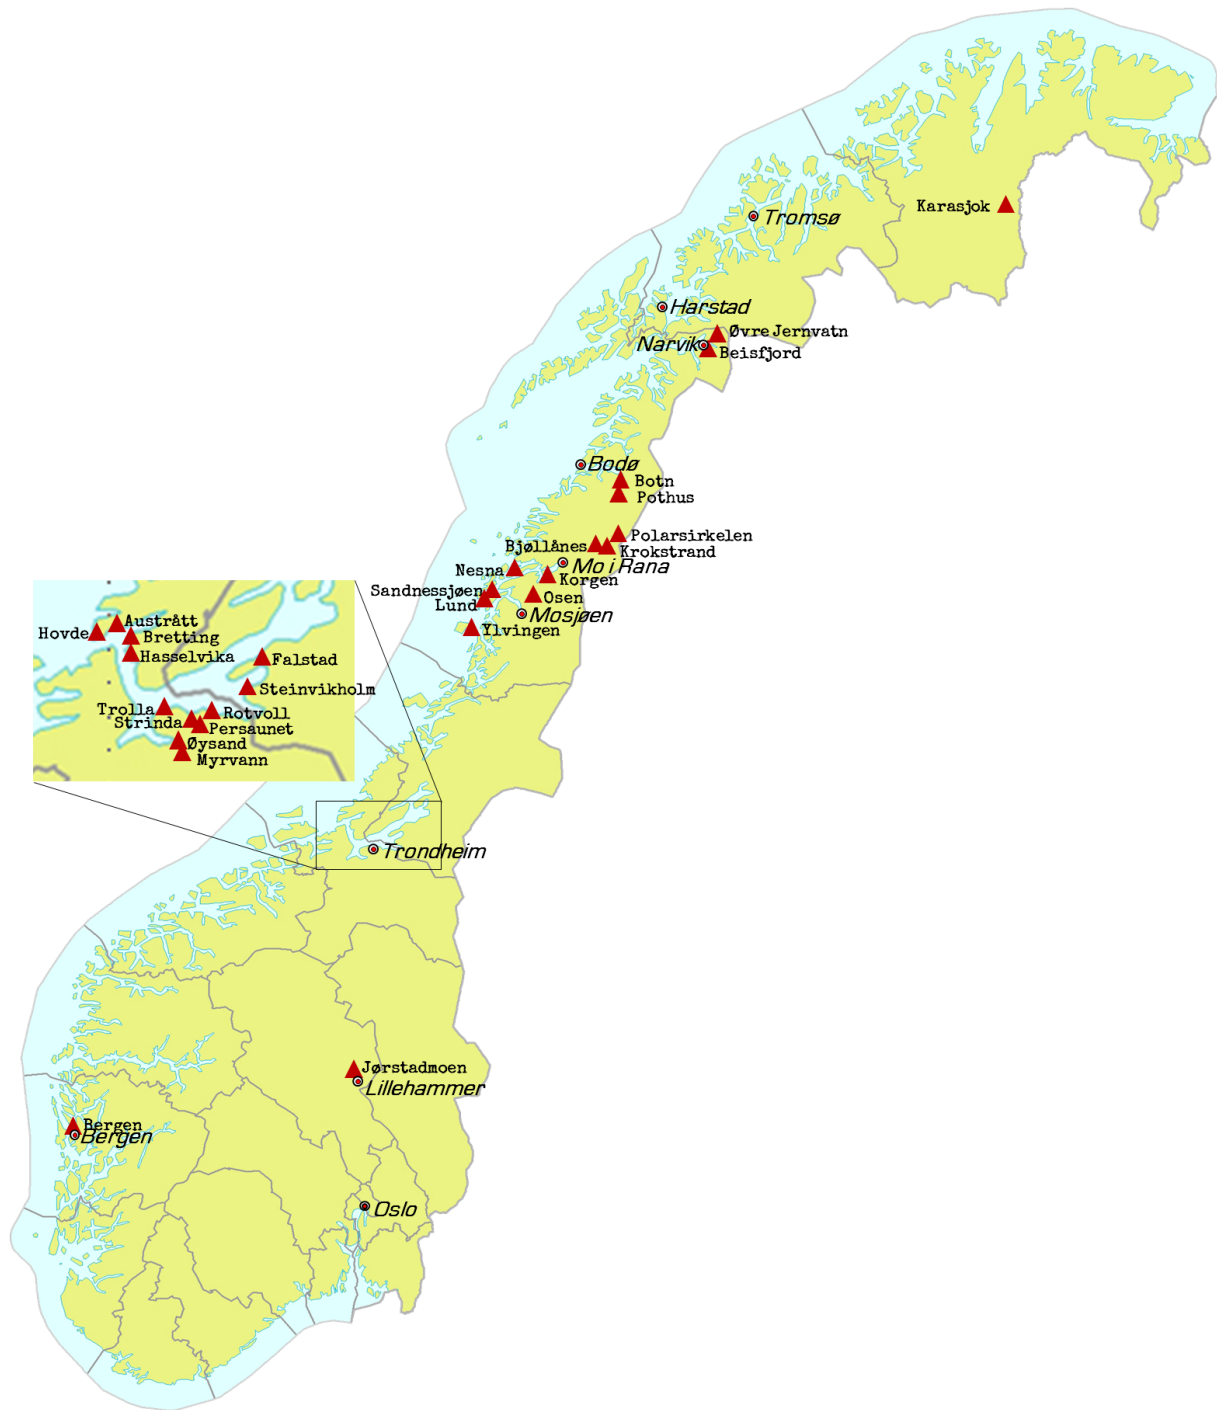 Karasjok
Tromsø
Harstad
Øvre Jernvatn
Narvik
Beisfjord
Bodø
Botn
Pothus
Polarsirkelen
Bjøllånes
Krokstrand
Mo i Rana
Nesna
Korgen
Sandnessjøen
Osen
Lund
Mosjøen
Ylvingen
Austrått
Hovde
Bretting
Hasselvika
Falstad
Steinvikholm
Trolla
Rotvoll
Strinda
Persaunet
Øysand
Myrvann
Trondheim
Jørstadmoen
Lillehammer
Bergen
Bergen
Oslo